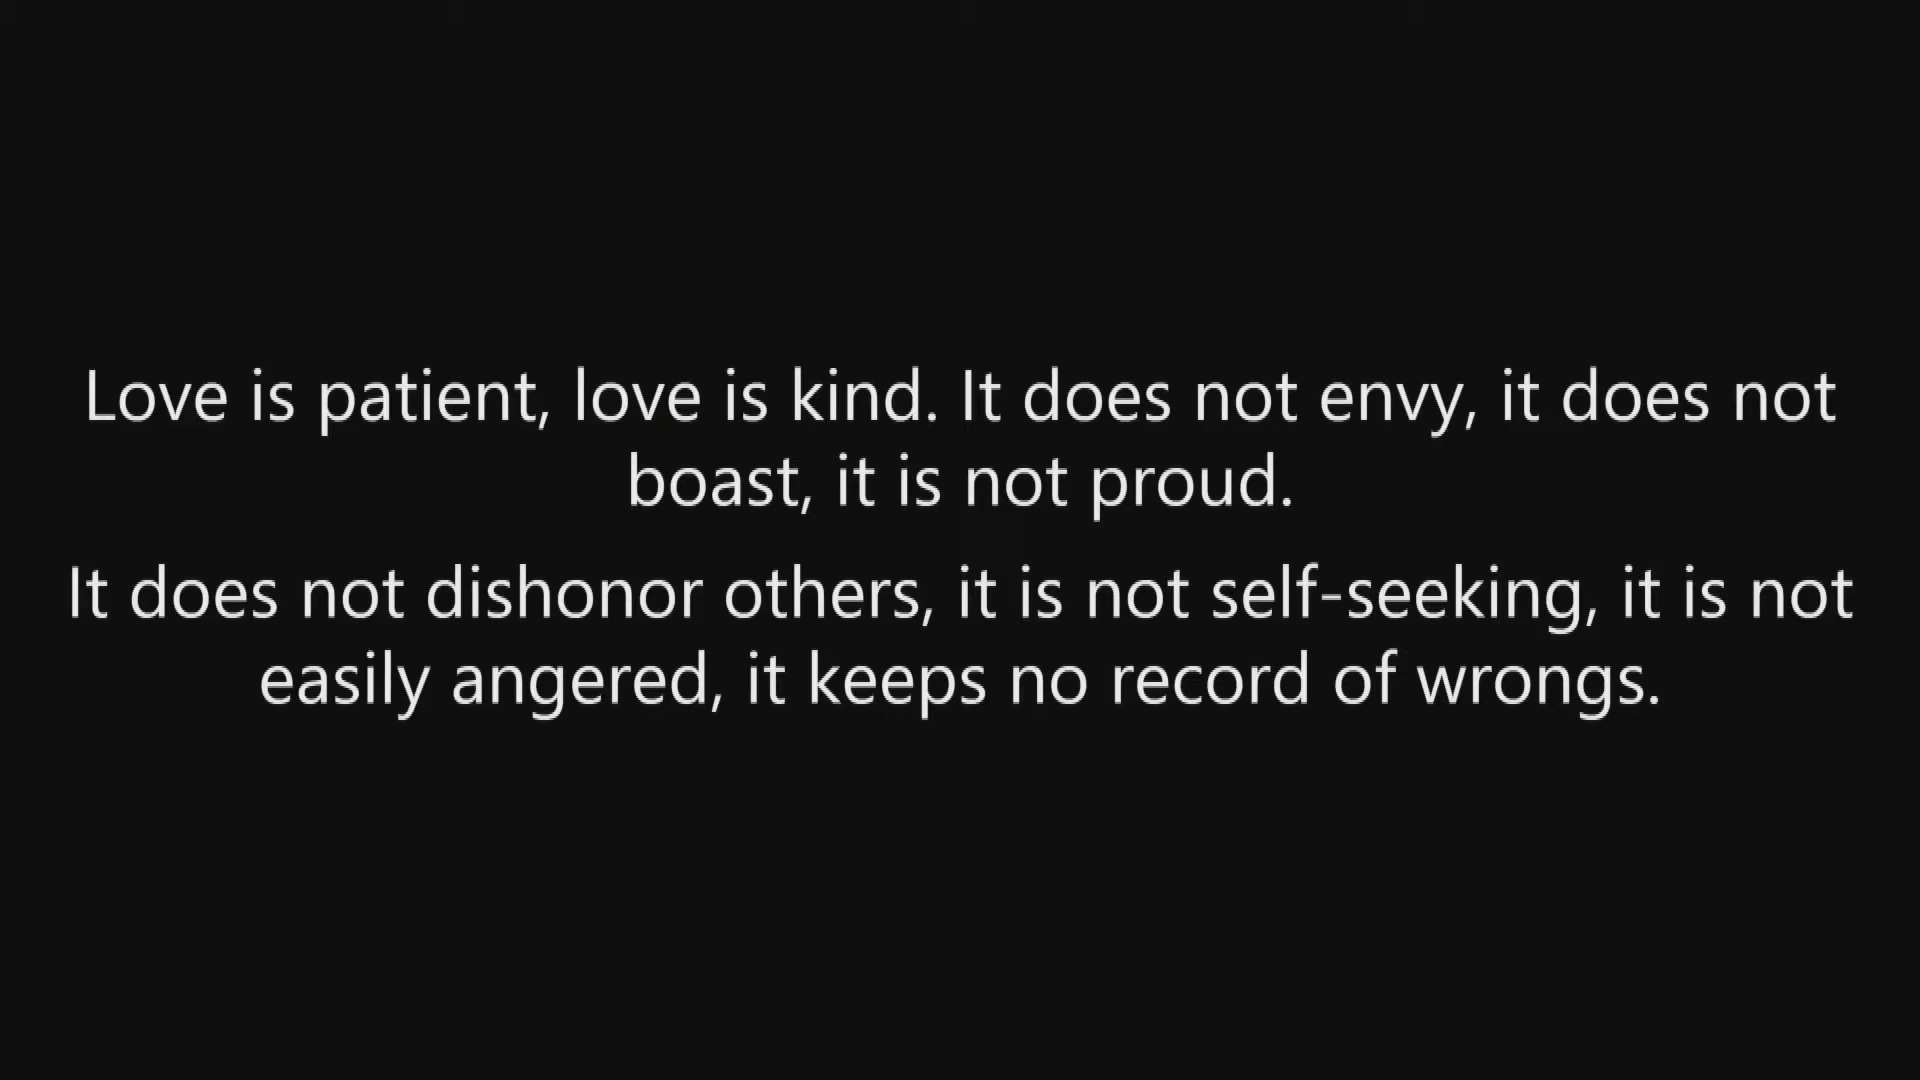 Love is patient, love is kind. It does not envy, it does not
boast, it is not proud.
It does not dishonor others, it is not self-seeking, it is not
easily angered, it keeps no record of wrongs.